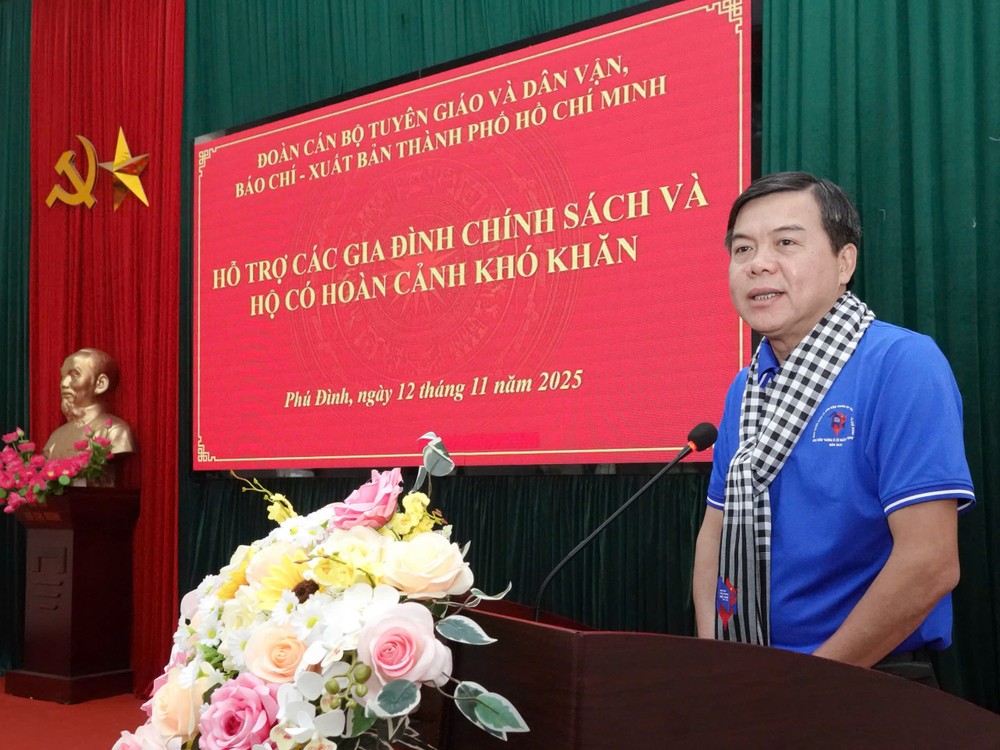 ĐOÀN CÁN BỘ TUYÊN GIÁO VÀ DÂN VẬN,
BÁO CHÍ - XUẤT BẢN THÀNH PHỐ HỒ CHÍ MINH
HỖ TRỢ CÁC GIA ĐÌNH CHÍNH SÁCH VÀ
HỘ CÓ HOÀN CẢNH KHÓ KHĂN
Phú Đình, ngày 12 tháng 11 năm 2025